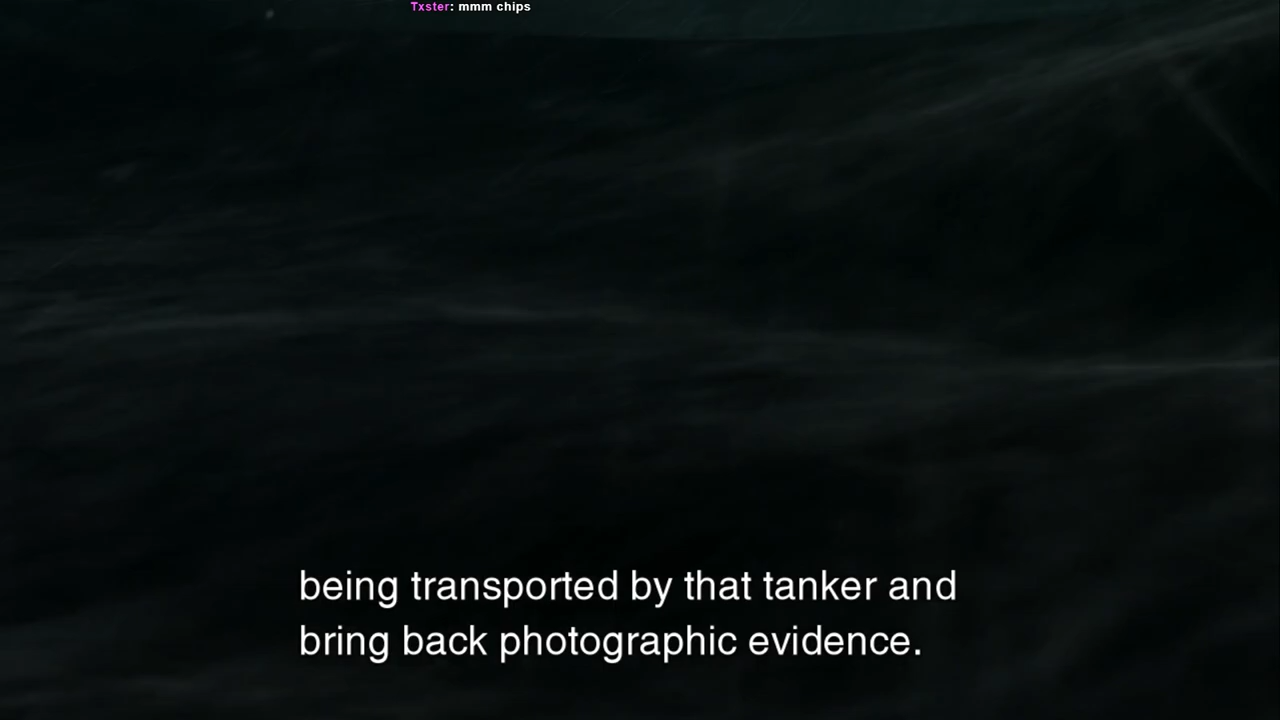 Txster: mmm chips
being transported by that tanker and
bring back photographic evidence.